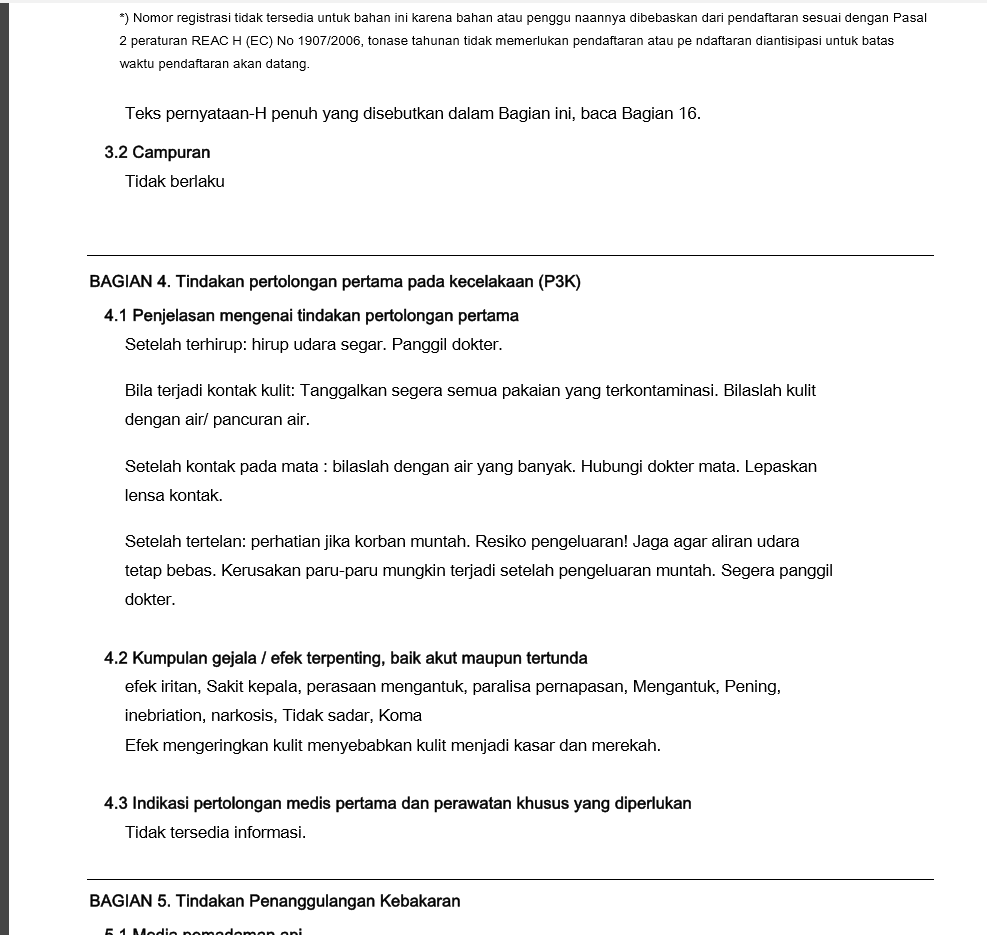 *) Nomor registrasi tidak tersedia untuk bahan ini karena bahan atau penggu naannya dibebaskan dari pendaftaran sesuai dengan Pasal
2 peraturan REAC H (EC) No 1907/2006, tonase tahunan tidak memerlukan pendaftaran atau pe ndaftaran diantisipasi untuk batas
waktu pendaftaran akan datang.
Teks pernyataan-H penuh yang disebutkan dalam Bagian ini, baca Bagian 16.
3.2 Campuran
Tidak berlaku
BAGIAN 4. Tindakan pertolongan pertama pada kecelakaan (P3K)
4.1 Penjelasan mengenai tindakan pertolongan pertama
Setelah terhirup: hirup udara segar. Panggil dokter.
Bila terjadi kontak kulit: Tanggalkan segera semua pakaian yang terkontaminasi. Bilaslah kulit
dengan air/ pancuran air.
Setelah kontak pada mata : bilaslah dengan air yang banyak. Hubungi dokter mata. Lepaskan
lensa kontak.
Setelah tertelan: perhatian jika korban muntah. Resiko pengeluaran! Jaga agar aliran udara
tetap bebas. Kerusakan paru-paru mungkin terjadi setelah pengeluaran muntah. Segera panggil
dokter.
4.2 Kumpulan gejala / efek terpenting, baik akut maupun tertunda
efek iritan, Sakit kepala, perasaan mengantuk, paralisa pernapasan, Mengantuk, Pening,
inebriation, narkosis, Tidak sadar, Koma
Efek mengeringkan kulit menyebabkan kulit menjadi kasar dan merekah.
4.3 Indikasi pertolongan medis pertama dan perawatan khusus yang diperlukan
Tidak tersedia informasi.
BAGIAN 5. Tindakan Penanggulangan Kebakaran
5.1 Media pemadaman api